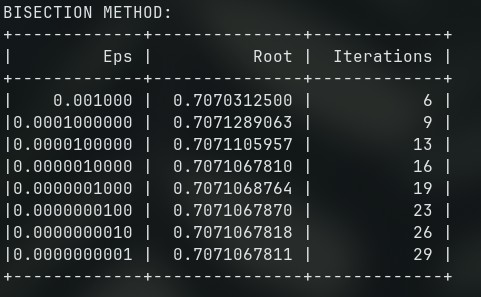 BISECTION METHOD:
+-------------+---------------+-------------+
|         Eps |          Root |  Iterations |
+-------------+---------------+-------------+
|    0.001000 |  0.7070312500 |           6 |
|0.0001000000 |  0.7071289063 |           9 |
|0.0000100000 |  0.7071105957 |          13 |
|0.0000010000 |  0.7071067810 |          16 |
|0.0000001000 |  0.7071068764 |          19 |
|0.0000000100 |  0.7071067870 |          23 |
|0.0000000010 |  0.7071067818 |          26 |
|0.0000000001 |  0.7071067811 |          29 |
+-------------+---------------+-------------+